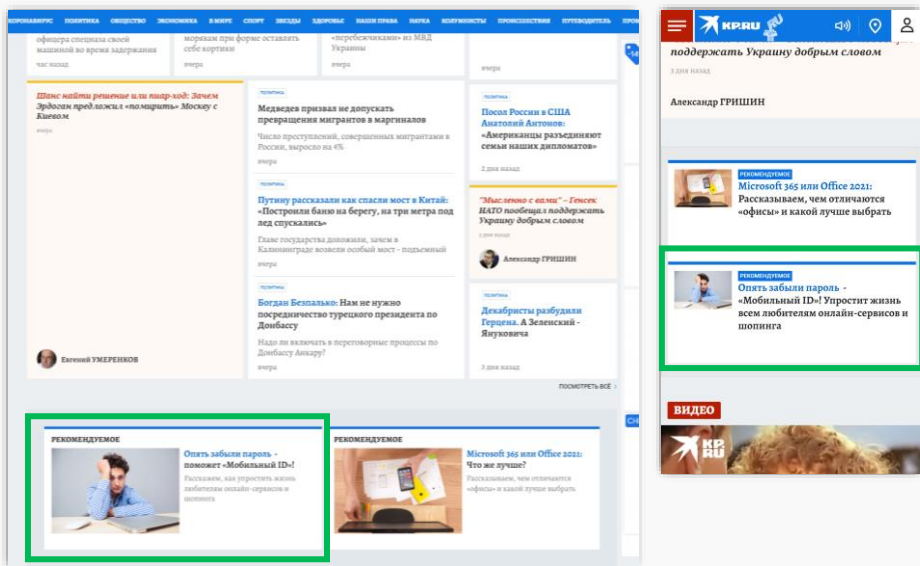 КОРОНАВИРУС ПОЛИТИКА ОБЩЕСТВО ЭКОНОМИКА В МИРЕ СПОРТ ЗВЕЗДЫ ЗДОРОВЬЕ НАШИ ПРАВА НАУКА КОЛУМНИСТЫ ПРОИСШЕСТВИЯ ПУТЕВОДИТЕЛЬ
офицера спецназа своей
машиной во время задержания
час назад
морякам при форме оставлять
себе кортики
вчера
«перебежчиками» из МВД
Украины
вчера
вчера
Шанс найти решение или пиар-ход: Зачем
Эрдоган предложил «помирить» Москву с
Киевом
вчера
Евгений УМЕРЕНКОВ
ПОЛИТИКА
Медведев призвал не допускать
превращения мигрантов в маргиналов
Число преступлений, совершенных мигрантами в
России, выросло на 4%
вчера
ПОЛИТИКА
Путину рассказали как спасли мост в Китай:
«Построили баню на берегу, на три метра под
лед спускались»
Главе государства доложили, зачем в
Калининграде возвели особый мост - подъемный
вчера
ПОЛИТИКА
Богдан Безпалько: Нам не нужно
посредничество турецкого президента по
Донбассу
Надо ли включать в переговорные процессы по
Донбассу Анкару?
вчера
ПОЛИТИКА
Посол России в США
Анатолий Антонов:
«Американцы разъединяют
семьи наших дипломатов»
2 дня назад
"Мысленно с вами" – Генсек
НАТО пообещал поддержать
Украину добрым словом
2 дня назад
Александр ГРИШИН
ПОЛИТИКА
Декабристы разбудили
Герцена. А Зеленский -
Януковича
3 дня назад
ПОСМОТРЕТЬ ВСЁ
РЕКОМЕНДУЕМОЕ
Опять забыли пароль -
поможет «Мобильный ID»!
Расскажем, как упростить жизнь
любителям онлайн-сервисов и
шопинга
РЕКОМЕНДУЕМОЕ
Microsoft 365 или Office 2021:
Что же лучше?
Рассказываем, чем отличаются
«офисы» и какой лучше выбрать
KP.RU
поддержать Украину добрым словом
3 дня назад
Александр ГРИШИН
РЕКОМЕНДУЕМОЕ
Microsoft 365 или Office 2021:
Рассказываем, чем отличаются
«офисы» и какой лучше выбрать
РЕКОМЕНДУЕМОЕ
Опять забыли пароль -
«Мобильный ID»! Упростит жизнь
всем любителям онлайн-сервисов и
шопинга
ВИДЕО
KP.
RU